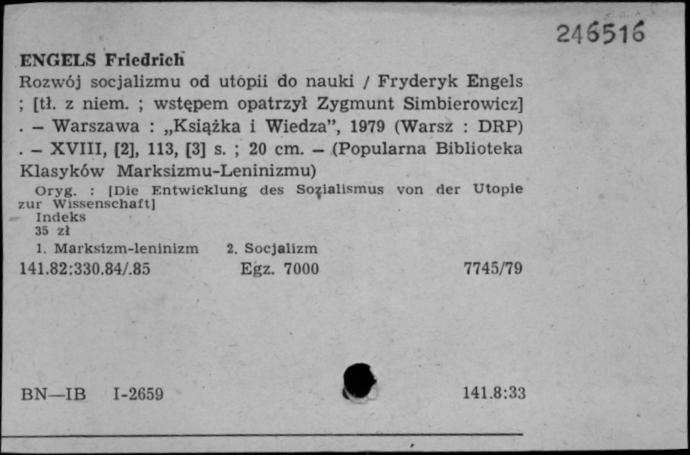 246516
ENGELS Friedrich
Rozwój socjalizmu od utopii do nauki / Fryderyk Engels
; [tł. z niem. ; wstępem opatrzył Zygmunt Simbierowicz]
. — Warszawa : „Książka i Wiedza”, 1979 (Warsz : DRP)
. — XVIII, [2], 113, [3] s. ; 20 cm. — (Popularna Biblioteka
Klasyków Marksizmu-Leninizmu)
Oryg. : [Die Entwicklung des Sozialismus von der Utopie
zur Wissenschaft]
Indeks
35 zł
1. Marksizm-leninizm 2. Socjalizm
141.82:330.84/.85 Egz. 7000 7745/79
BN—IB I-2659 141.8:33